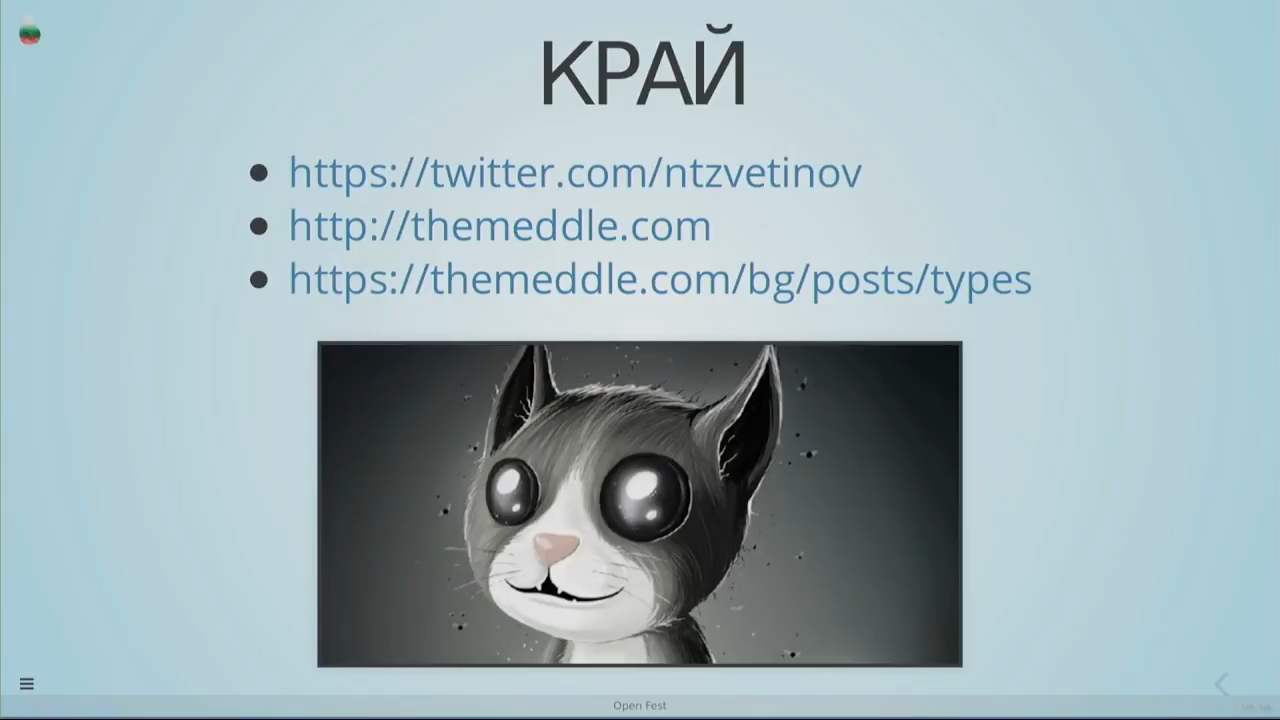 КРАЙ
https://twitter.com/ntzvetinov
http://themeddle.com
https://themeddle.com/bg/posts/types
Open Fest